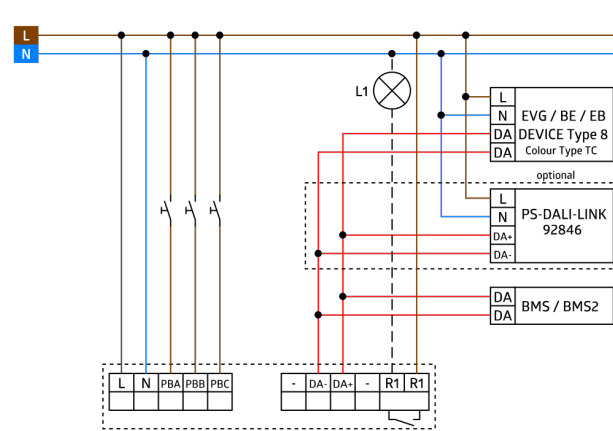 L
N
L1
L
N EVG / BE / EB
DA DEVICE Type 8
DA Colour Type TC
optional
L
N PS-DALI-LINK
DA+ 92846
DA-
DA
DA BMS / BMS2
L N PBA PBB PBC - DA- DA+ - R1 R1